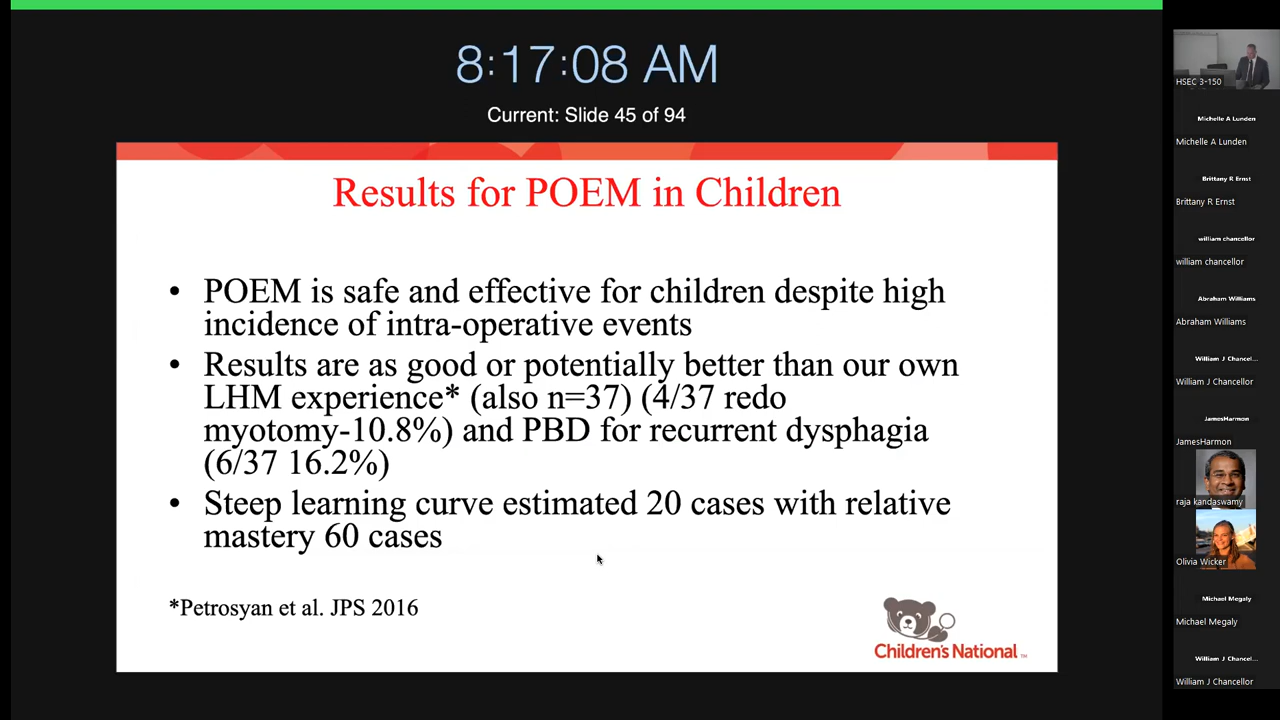 8:17:08 AM
Current: Slide 45 of 94
Results for POEM in Children
• POEM is safe and effective for children despite high
incidence of intra-operative events
• Results are as good or potentially better than our own
LHM experience* (also n=37) (4/37 redo
myotomy-10.8%) and PBD for recurrent dysphagia
(6/37 16.2%)
• Steep learning curve estimated 20 cases with relative
mastery 60 cases
*Petrosyan et al. JPS 2016
Children's National ™
HSEC 3-150
Michelle A Lunden
Michelle A Lunden
Brittany R Ernst
Brittany R Ernst
william chancellor
william chancellor
Abraham Williams
Abraham Williams
William J Chancel...
William J Chancellor
JamesHarmon
JamesHarmon
raja kandaswamy
Olivia Wicker
Michael Megaly
Michael Megaly
William J Chancel...
William J Chancellor